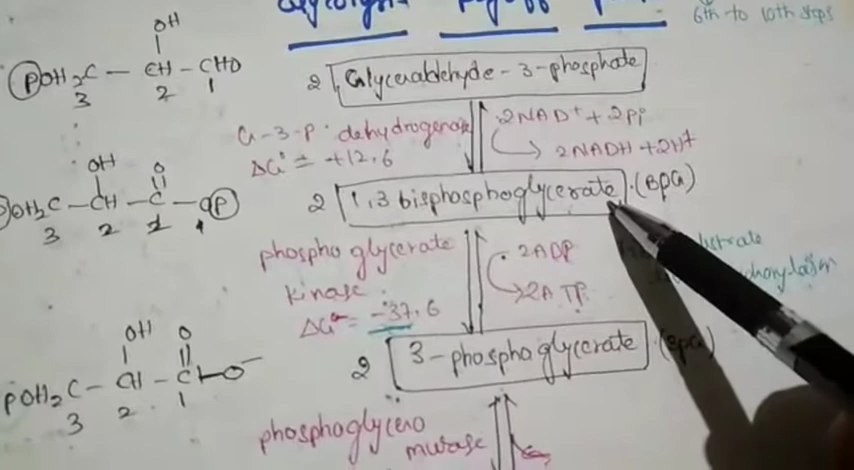 6th to 10th steps
OH
POH₂C — CH — CHO
3 2 1
2 Glyceraldehyde - 3 - phosphate
G-3-P. dehydrogenase
ΔG° = +12.6
2NAD⁺ + 2Pi
2NADH + 2H⁺
OH O
OH₂C — CH — C — OP
3 2 1
2 1,3 bisphosphoglycerate (BPG)
phospho glycerate
kinase
ΔG° = -37.6
2ADP
2ATP
OH O
POH₂C — CH — C — O⁻
3 2 1
2 3-phosphoglycerate
phosphoglycero
mutase